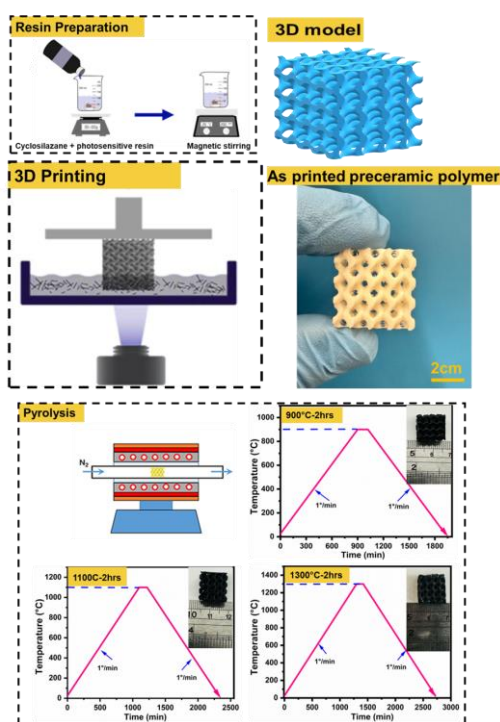 Resin Preparation
Cyclosilazane + photosensitive resin
Magnetic stirring
3D model
3D Printing
As printed preceramic polymer
2cm
Pyrolysis
N₂
900°C-2hrs
Temperature (°C)
1000
800
600
400
200
0
1°/min
1°/min
0 300 600 900 1200 1500 1800
Time (min)
1100C-2hrs
Temperature (°C)
1200
1000
800
600
400
200
0
10 11 12
1°/min
1°/min
0 500 1000 1500 2000 2500
Time (min)
1300°C-2hrs
Temperature (°C)
1400
1200
1000
800
600
400
200
0
1°/min
1°/min
0 500 1000 1500 2000 2500 3000
Time (min)